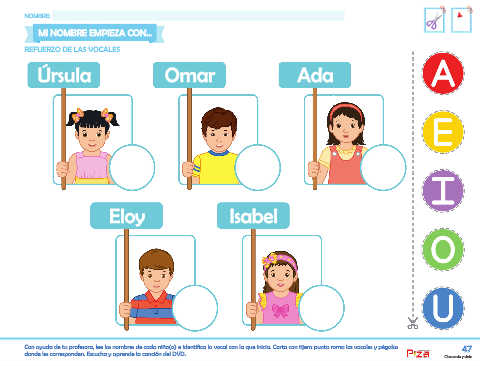 NOMBRE:
MI NOMBRE EMPIEZA CON...
REFUERZO DE LAS VOCALES
Úrsula
Omar
Ada
Eloy
Isabel
A
E
I
O
U
Con ayuda de tu profesora, lee los nombres de cada niño(a) e identifica la vocal con la que inicia. Corta con tijera punta roma las vocales y pégalas
donde les corresponden. Escucha y aprende la canción del DVD.
47